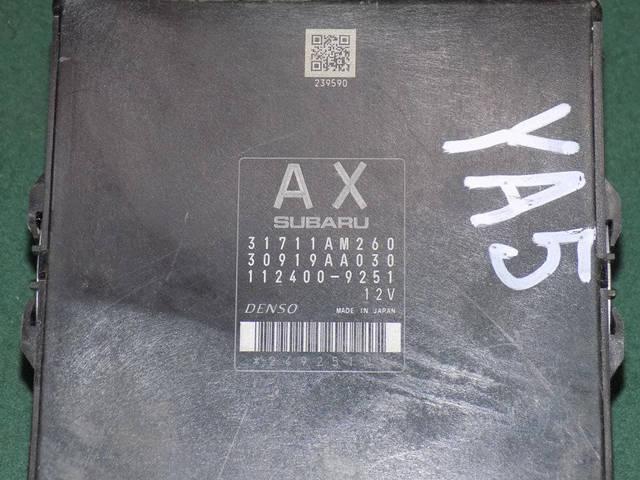 239590
AX
SUBARU
31711AM260
30919AA030
112400-9251
12V
DENSO MADE IN JAPAN
YA5